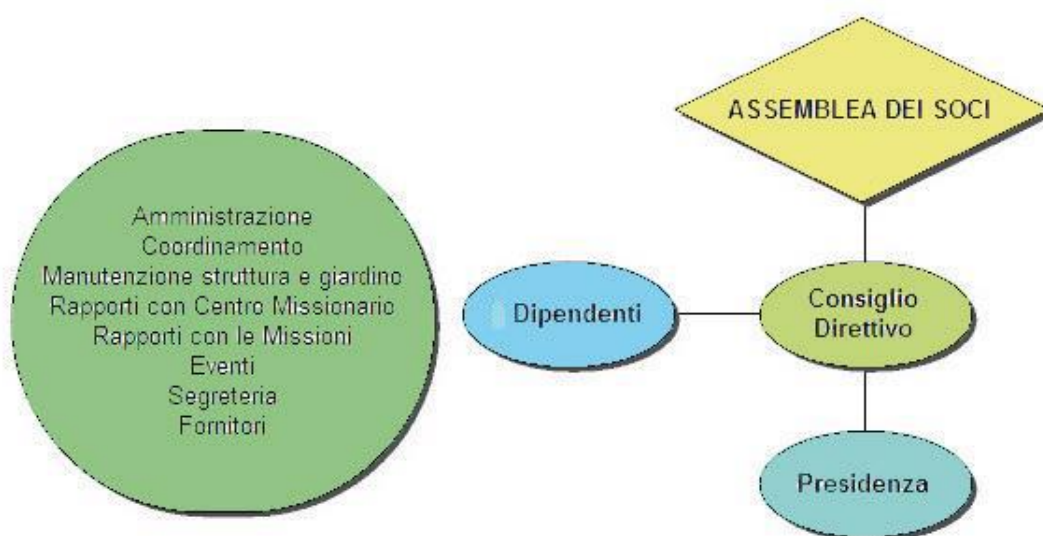 ASSEMBLEA DEI SOCI
Amministrazione
Coordinamento
Manutenzione struttura e giardino
Rapporti con Centro Missionario
Rapporti con le Missioni
Eventi
Segreteria
Fornitori
Dipendenti
Consiglio
Direttivo
Presidenza